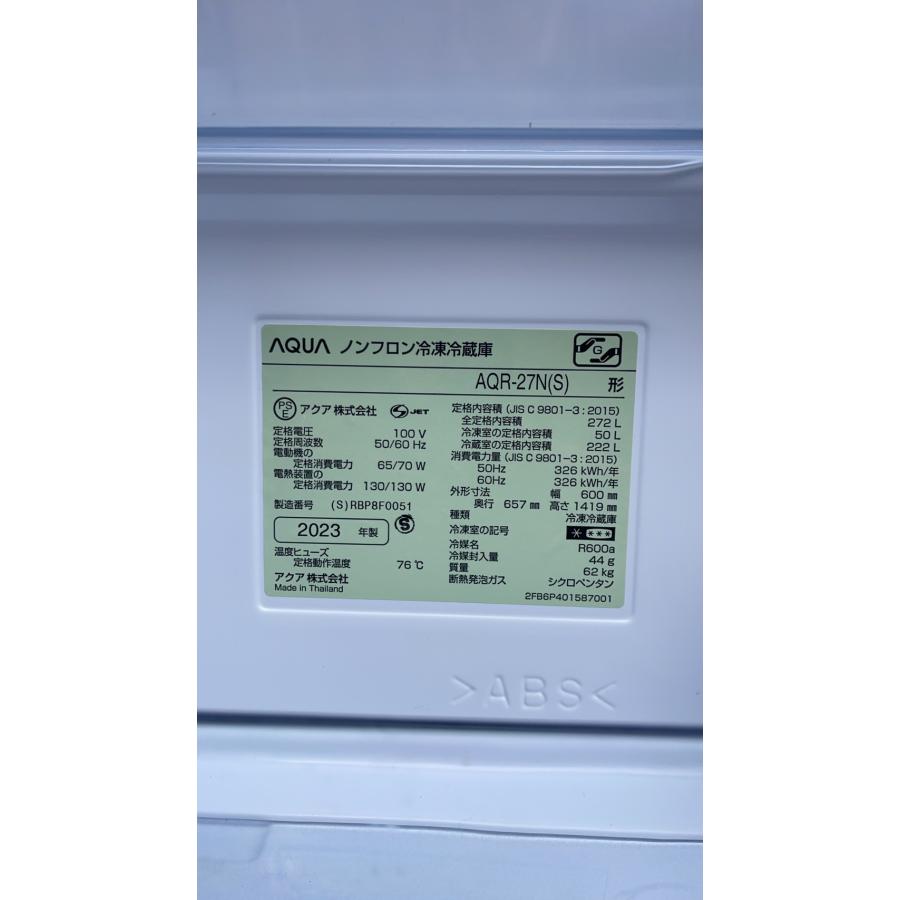 AQUA ノンフロン冷凍冷蔵庫
G
AQR-27N(S) 形
PSE アクア 株式会社 S JET
定格電圧 100 V
定格周波数 50/60 Hz
電動機の
定格消費電力 65/70 W
電熱装置の
定格消費電力 130/130 W
製造番号 (S)RBP8F0051
2023 年製 S
温度ヒューズ
定格動作温度 76℃
アクア 株式会社
Made in Thailand
定格内容積 (JIS C 9801-3:2015)
全定格内容積 272 L
冷凍室の定格内容積 50 L
冷蔵室の定格内容積 222 L
消費電力量 (JIS C 9801-3:2015)
50Hz 326 kWh/年
60Hz 326 kWh/年
外形寸法 幅 600 mm
奥行 657 mm 高さ 1419 mm
種類 冷凍冷蔵庫
冷凍室の記号 * ***
冷媒名 R600a
冷媒封入量 44 g
質量 62 kg
断熱発泡ガス シクロペンタン
2FB6P401587001
>ABS<